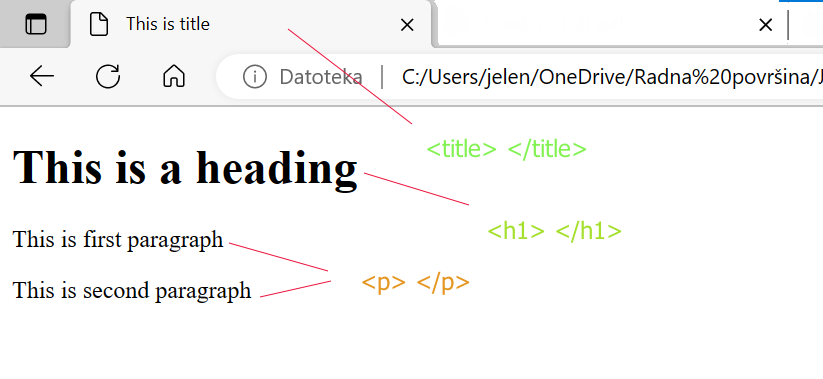 This is title
Datoteka | C:/Users/jelen/OneDrive/Radna%20površina/J
<title> </title>
This is a heading
<h1> </h1>
This is first paragraph
<p> </p>
This is second paragraph